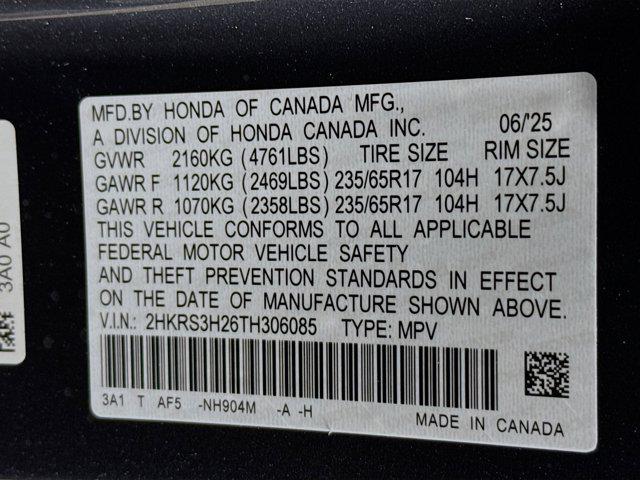 MFD.BY HONDA OF CANADA MFG.,
A DIVISION OF HONDA CANADA INC. 06/'25
GVWR 2160KG (4761LBS) TIRE SIZE RIM SIZE
GAWR F 1120KG (2469LBS) 235/65R17 104H 17X7.5J
GAWR R 1070KG (2358LBS) 235/65R17 104H 17X7.5J
THIS VEHICLE CONFORMS TO ALL APPLICABLE
FEDERAL MOTOR VEHICLE SAFETY
AND THEFT PREVENTION STANDARDS IN EFFECT
ON THE DATE OF MANUFACTURE SHOWN ABOVE.
V.I.N.: 2HKRS3H26TH306085 TYPE: MPV
3A1 T AF5 -NH904M -A -H
MADE IN CANADA
3A0 A0